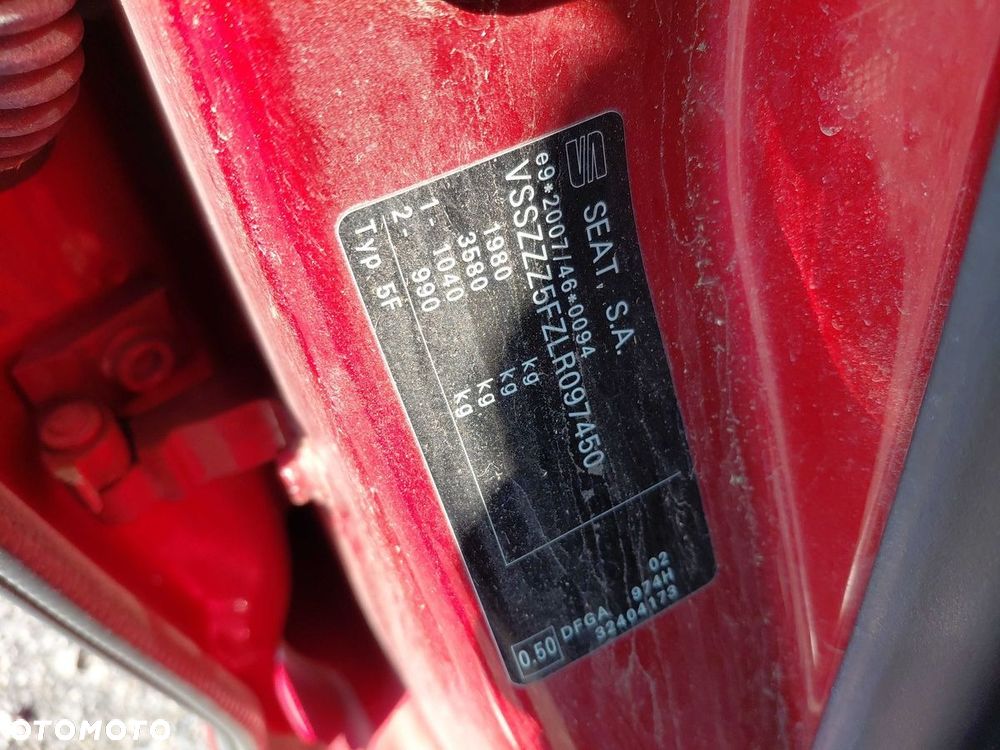 SEAT, S.A.
e9*2007/46*0094
VSSZZZ5FZLR097450
1980 kg
3580 kg
1- 1040 kg
2- 990 kg
Typ 5F
02
974H
DFGA 32404173
0.50
OTOMOTO